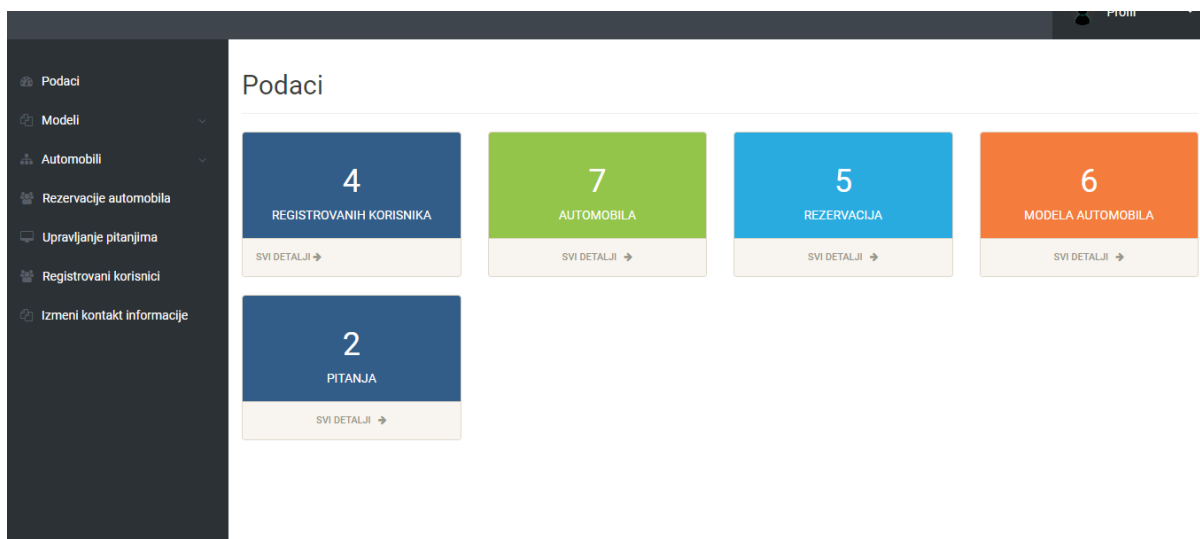 Profil
Podaci
Modeli
Automobili
Rezervacije automobila
Upravljanje pitanjima
Registrovani korisnici
Izmeni kontakt informacije
Podaci
4
REGISTROVANIH KORISNIKA
SVI DETALJI
7
AUTOMOBILA
SVI DETALJI
5
REZERVACIJA
SVI DETALJI
6
MODELA AUTOMOBILA
SVI DETALJI
2
PITANJA
SVI DETALJI